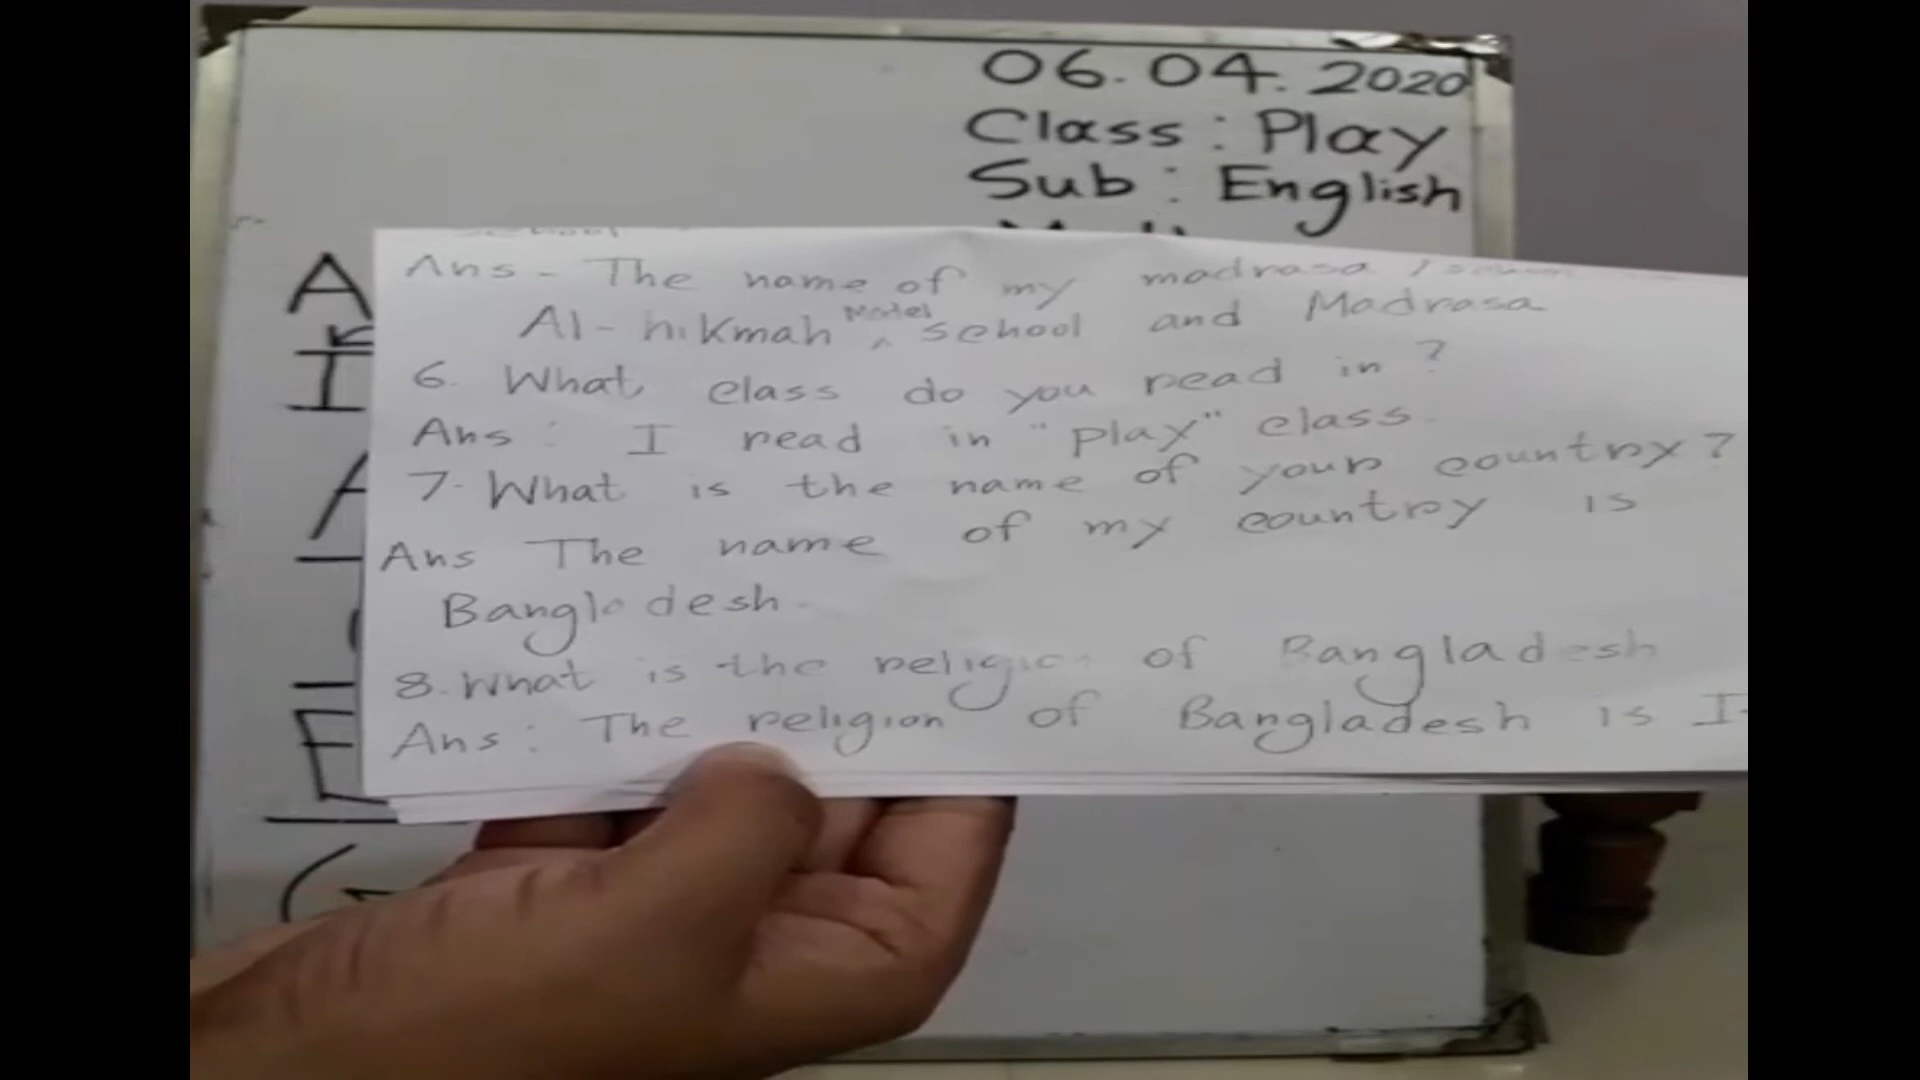 06.04.2020
Class : Play
Sub : English
Ans - The name of my madrasa /
Al-hikmah Model ^ school and Madrasa
6. What class do you read in ?
Ans : I read in "play" class.
7. What is the name of your country ?
Ans The name of my country is
Bangladesh.
8. What is the religion of Bangladesh
Ans : The religion of Bangladesh is I